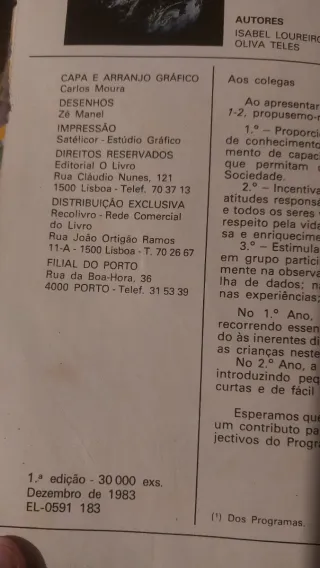 CAPA E ARRANJO GRÁFICO
Carlos Moura
DESENHOS
Zé Manel
IMPRESSÃO
Satélicor - Estúdio Gráfico
DIREITOS RESERVADOS
Editorial O Livro
Rua Cláudio Nunes, 121
1500 Lisboa - Telef. 70 37 13
DISTRIBUIÇÃO EXCLUSIVA
Recolivro - Rede Comercial
do Livro
Rua João Ortigão Ramos
11-A - 1500 Lisboa - T. 70 26 67
FILIAL DO PORTO
Rua da Boa-Hora, 36
4000 PORTO - Telef. 31 53 39
1.ª edição - 30 000 exs.
Dezembro de 1983
EL-0591 183
AUTORES
ISABEL LOUREIRO
OLIVA TELES
Aos colegas
Ao apresentar
1-2, propusemo-
1.º - Proporci
de conhecimento
mento de capac
que permitam
Sociedade.
2.º - Incentiva
atitudes respons
e todos os seres
respeito pela vida
sa e enriquecime
3.º - Estimula
em grupo partici
mente na observa
lha de dados; na
nas experiências;
No 1.º Ano,
recorrendo essen
do às inerentes di
as crianças neste
No 2.º Ano, a
introduzindo peq
curtas e de fácil
Esperamos que
um contributo pa
jectivos do Progra
(¹) Dos Programas.